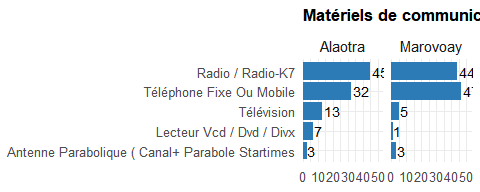 Matériels de communic
Alaotra Marovoay
Radio / Radio-K7 45 44
Téléphone Fixe Ou Mobile 32 47
Télévision 13 5
Lecteur Vcd / Dvd / Divx 7 1
Antenne Parabolique ( Canal+ Parabole Startimes 3 3
0 10 20 30 40 50 0 10 20 30 40 50